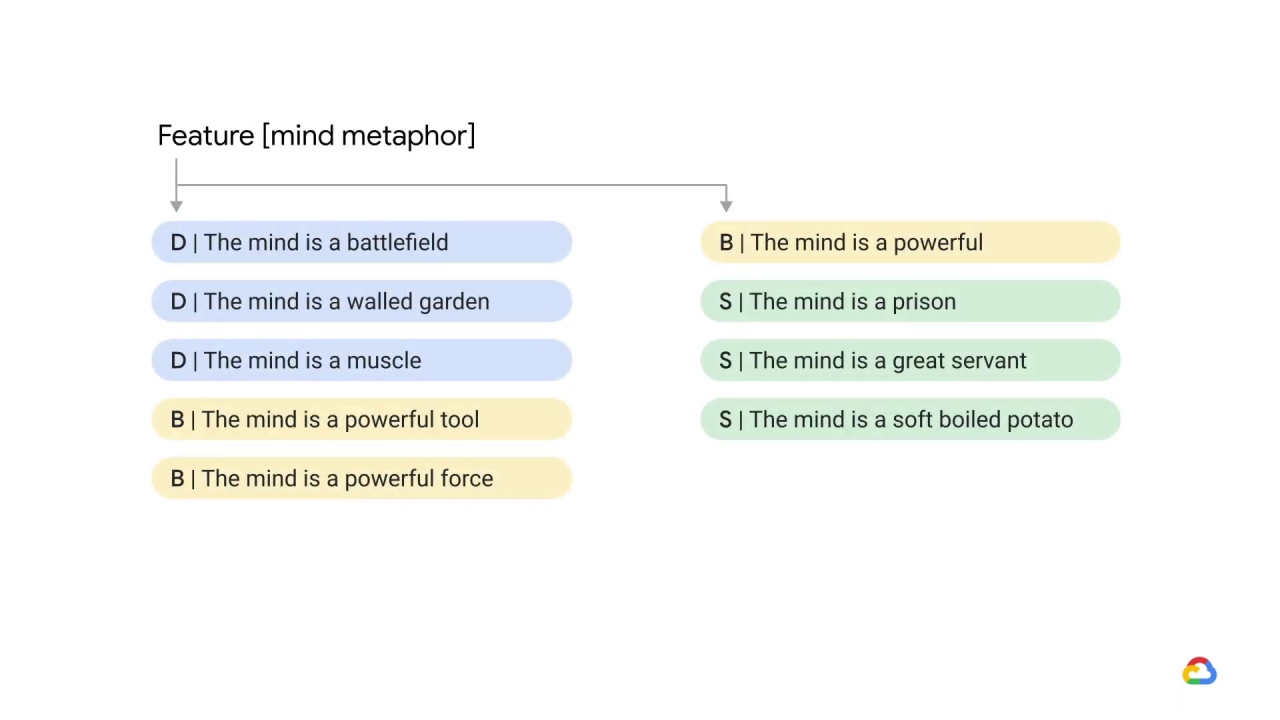 Feature [mind metaphor]
D | The mind is a battlefield
D | The mind is a walled garden
D | The mind is a muscle
B | The mind is a powerful tool
B | The mind is a powerful force
B | The mind is a powerful
S | The mind is a prison
S | The mind is a great servant
S | The mind is a soft boiled potato